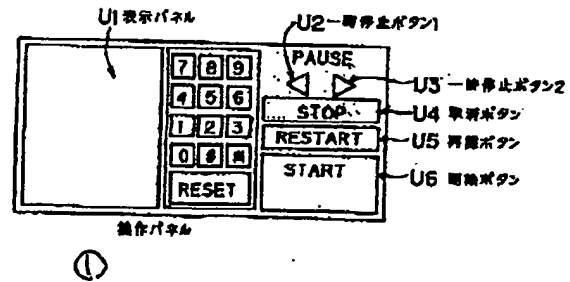 U1 表示パネル
U2 一時停止ボタン1
PAUSE
U3 一時停止ボタン2
7 8 9
4 5 6
1 2 3
0
STOP
U4 取消ボタン
RESTART
U5 再開ボタン
START
U6 開始ボタン
RESET
操作パネル
①